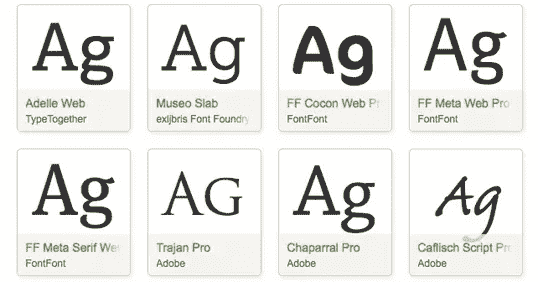 Ag Ag Ag Ag
Adelle Web Museo Slab FF Cocon Web Pr FF Meta Web Pro
TypeTogether exljbris Font Foundry FontFont FontFont
Ag AG Ag Ag
FF Meta Serif We Trajan Pro Chaparral Pro Caflisch Script Pr
FontFont Adobe Adobe Adobe